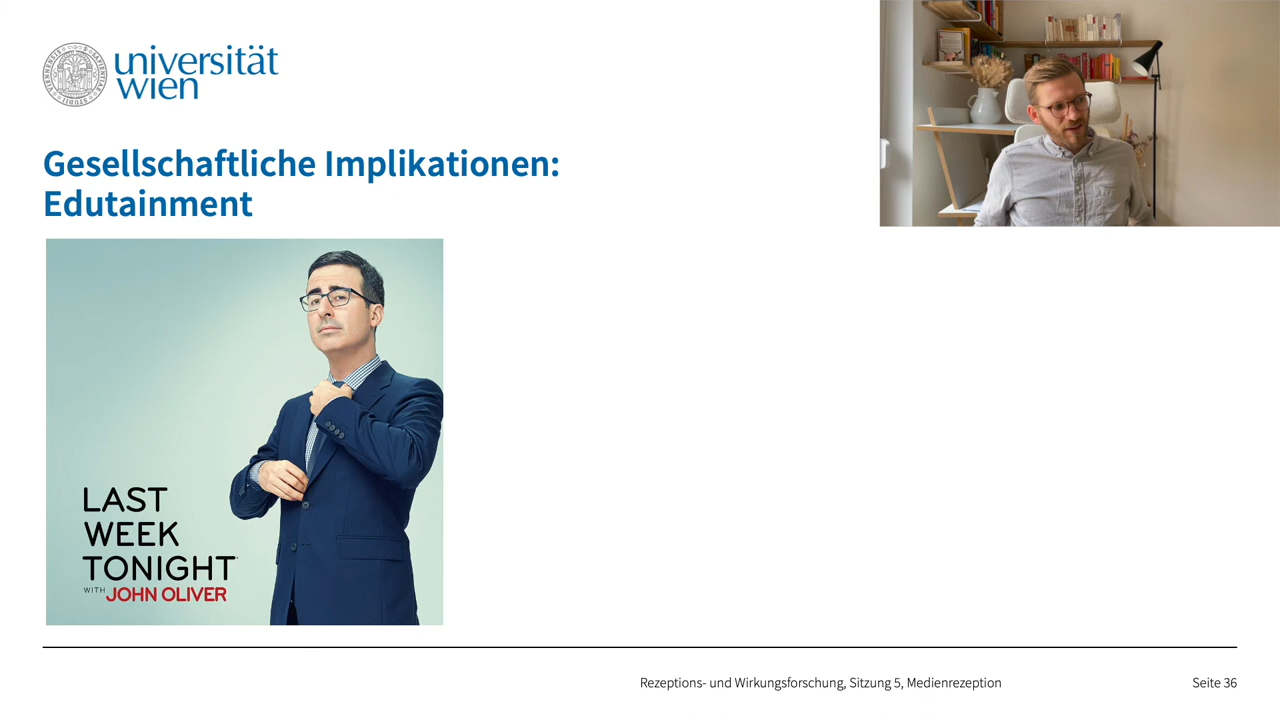 universität
wien
Gesellschaftliche Implikationen:
Edutainment
LAST
WEEK
TONIGHT
WITH JOHN OLIVER
Rezeptions- und Wirkungsforschung, Sitzung 5, Medienrezeption
Seite 36